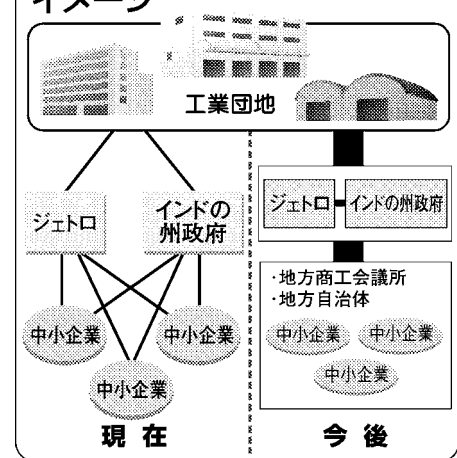 イメージ
工業団地
ジェトロ
インドの
州政府
中小企業
中小企業
中小企業
現在
ジェトロ
インドの州政府
・地方商工会議所
・地方自治体
中小企業
中小企業
中小企業
今後